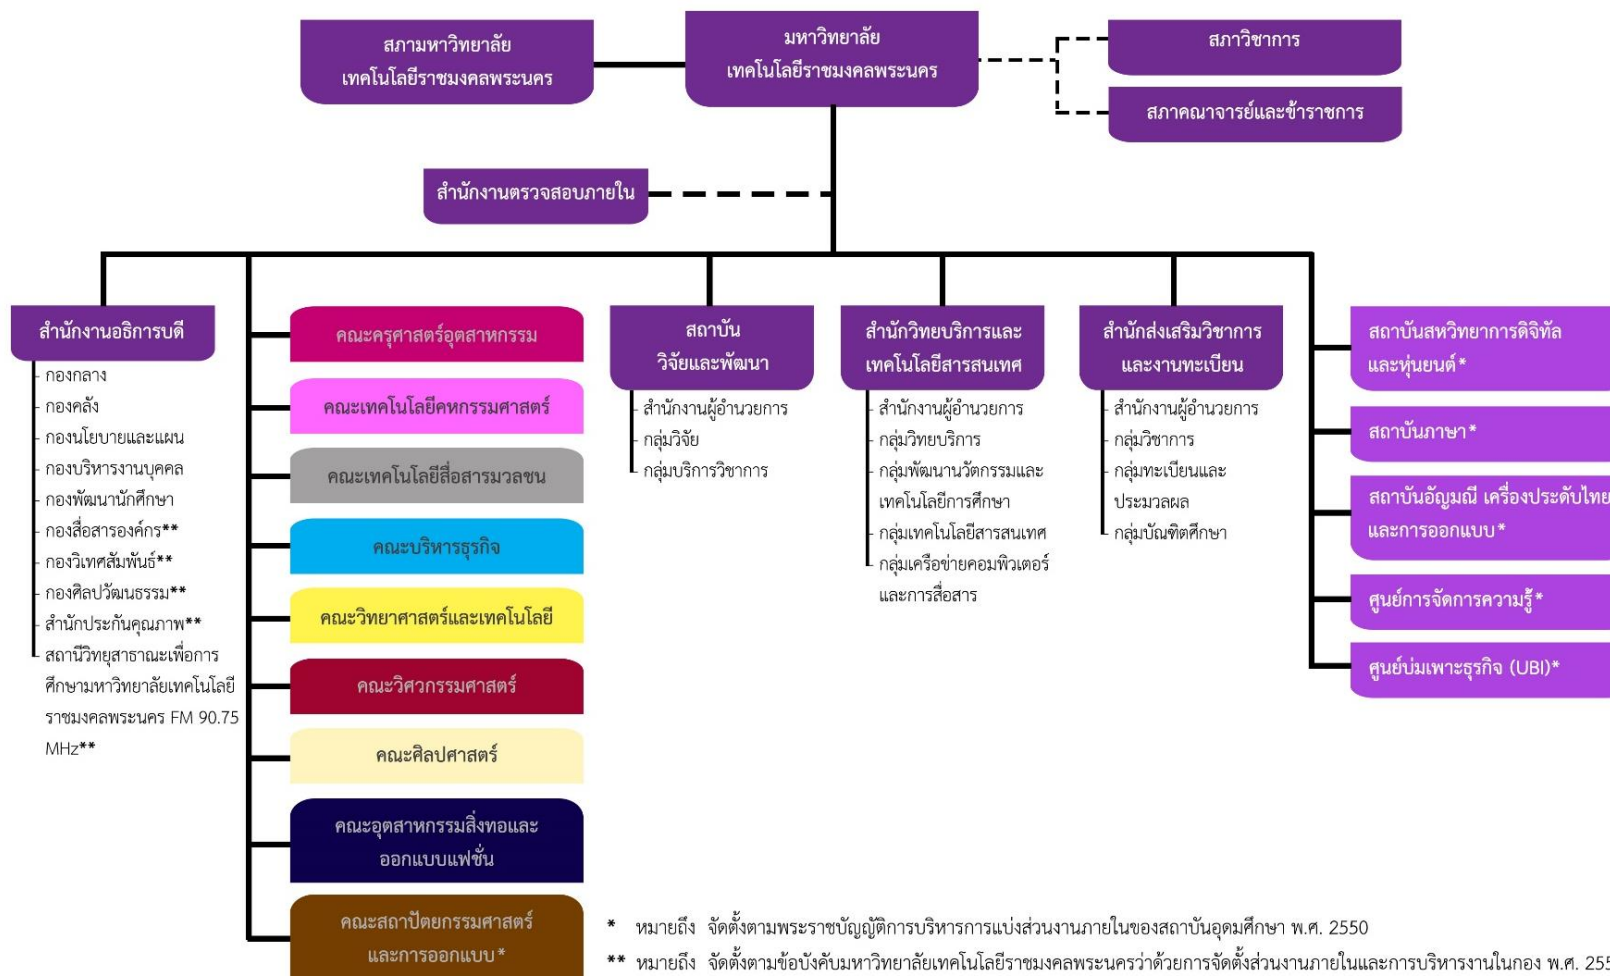 สภามหาวิทยาลัย
เทคโนโลยีราชมงคลพระนคร
มหาวิทยาลัย
เทคโนโลยีราชมงคลพระนคร
สภาวิชาการ
สภาคณาจารย์และข้าราชการ
สำนักงานตรวจสอบภายใน
สำนักงานอธิการบดี
- กองกลาง
- กองคลัง
- กองนโยบายและแผน
- กองบริหารงานบุคคล
- กองพัฒนานักศึกษา
- กองสื่อสารองค์กร**
- กองวิเทศสัมพันธ์**
- กองศิลปวัฒนธรรม**
- สำนักประกันคุณภาพ**
- สถานีวิทยุสาธาณะเพื่อการ
ศึกษามหาวิทยาลัยเทคโนโลยี
ราชมงคลพระนคร FM 90.75
MHz**
คณะครุศาสตร์อุตสาหกรรม
คณะเทคโนโลยีคหกรรมศาสตร์
คณะเทคโนโลยีสื่อสารมวลชน
คณะบริหารธุรกิจ
คณะวิทยาศาสตร์และเทคโนโลยี
คณะวิศวกรรมศาสตร์
คณะศิลปศาสตร์
คณะอุตสาหกรรมสิ่งทอและ
ออกแบบแฟชั่น
คณะสถาปัตยกรรมศาสตร์
และการออกแบบ*
สถาบัน
วิจัยและพัฒนา
- สำนักงานผู้อำนวยการ
- กลุ่มวิจัย
- กลุ่มบริการวิชาการ
สำนักวิทยบริการและ
เทคโนโลยีสารสนเทศ
- สำนักงานผู้อำนวยการ
- กลุ่มวิทยบริการ
- กลุ่มพัฒนานวัตกรรมและ
เทคโนโลยีการศึกษา
- กลุ่มเทคโนโลยีสารสนเทศ
- กลุ่มเครือข่ายคอมพิวเตอร์
และการสื่อสาร
สำนักส่งเสริมวิชาการ
และงานทะเบียน
- สำนักงานผู้อำนวยการ
- กลุ่มวิชาการ
- กลุ่มทะเบียนและ
ประมวลผล
- กลุ่มบัณฑิตศึกษา
สถาบันสหวิทยาการดิจิทัล
และหุ่นยนต์*
สถาบันภาษา*
สถาบันอัญมณี เครื่องประดับไทย
และการออกแบบ*
ศูนย์การจัดการความรู้*
ศูนย์บ่มเพาะธุรกิจ (UBI)*
* หมายถึง จัดตั้งตามพระราชบัญญัติการบริหารการแบ่งส่วนงานภายในของสถาบันอุดมศึกษา พ.ศ. 2550
** หมายถึง จัดตั้งตามข้อบังคับมหาวิทยาลัยเทคโนโลยีราชมงคลพระนครว่าด้วยการจัดตั้งส่วนงานภายในและการบริหารงานในกอง พ.ศ. 255